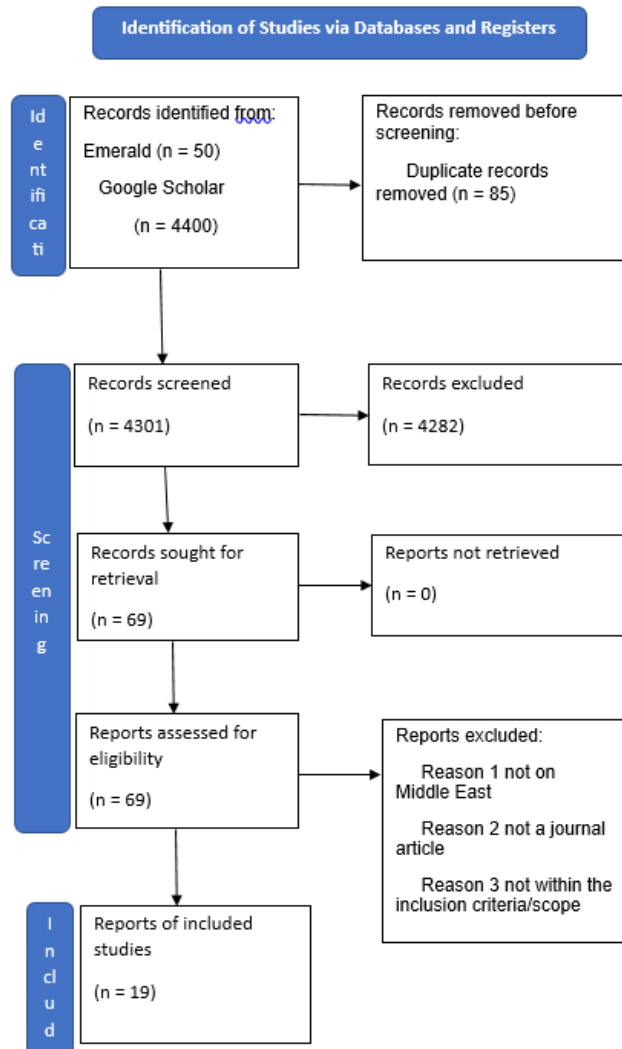 Identification of Studies via Databases and Registers
Id
e
nt
ifi
ca
ti
Records identified from:
Emerald (n = 50)
Google Scholar
(n = 4400)
Records removed before
screening:
Duplicate records
removed (n = 85)
Sc
re
en
in
g
Records screened
(n = 4301)
Records excluded
(n = 4282)
Records sought for
retrieval
(n = 69)
Reports not retrieved
(n = 0)
Reports assessed for
eligibility
(n = 69)
Reports excluded:
Reason 1 not on
Middle East
Reason 2 not a journal
article
Reason 3 not within the
inclusion criteria/scope
I
n
cl
u
d
Reports of included
studies
(n = 19)